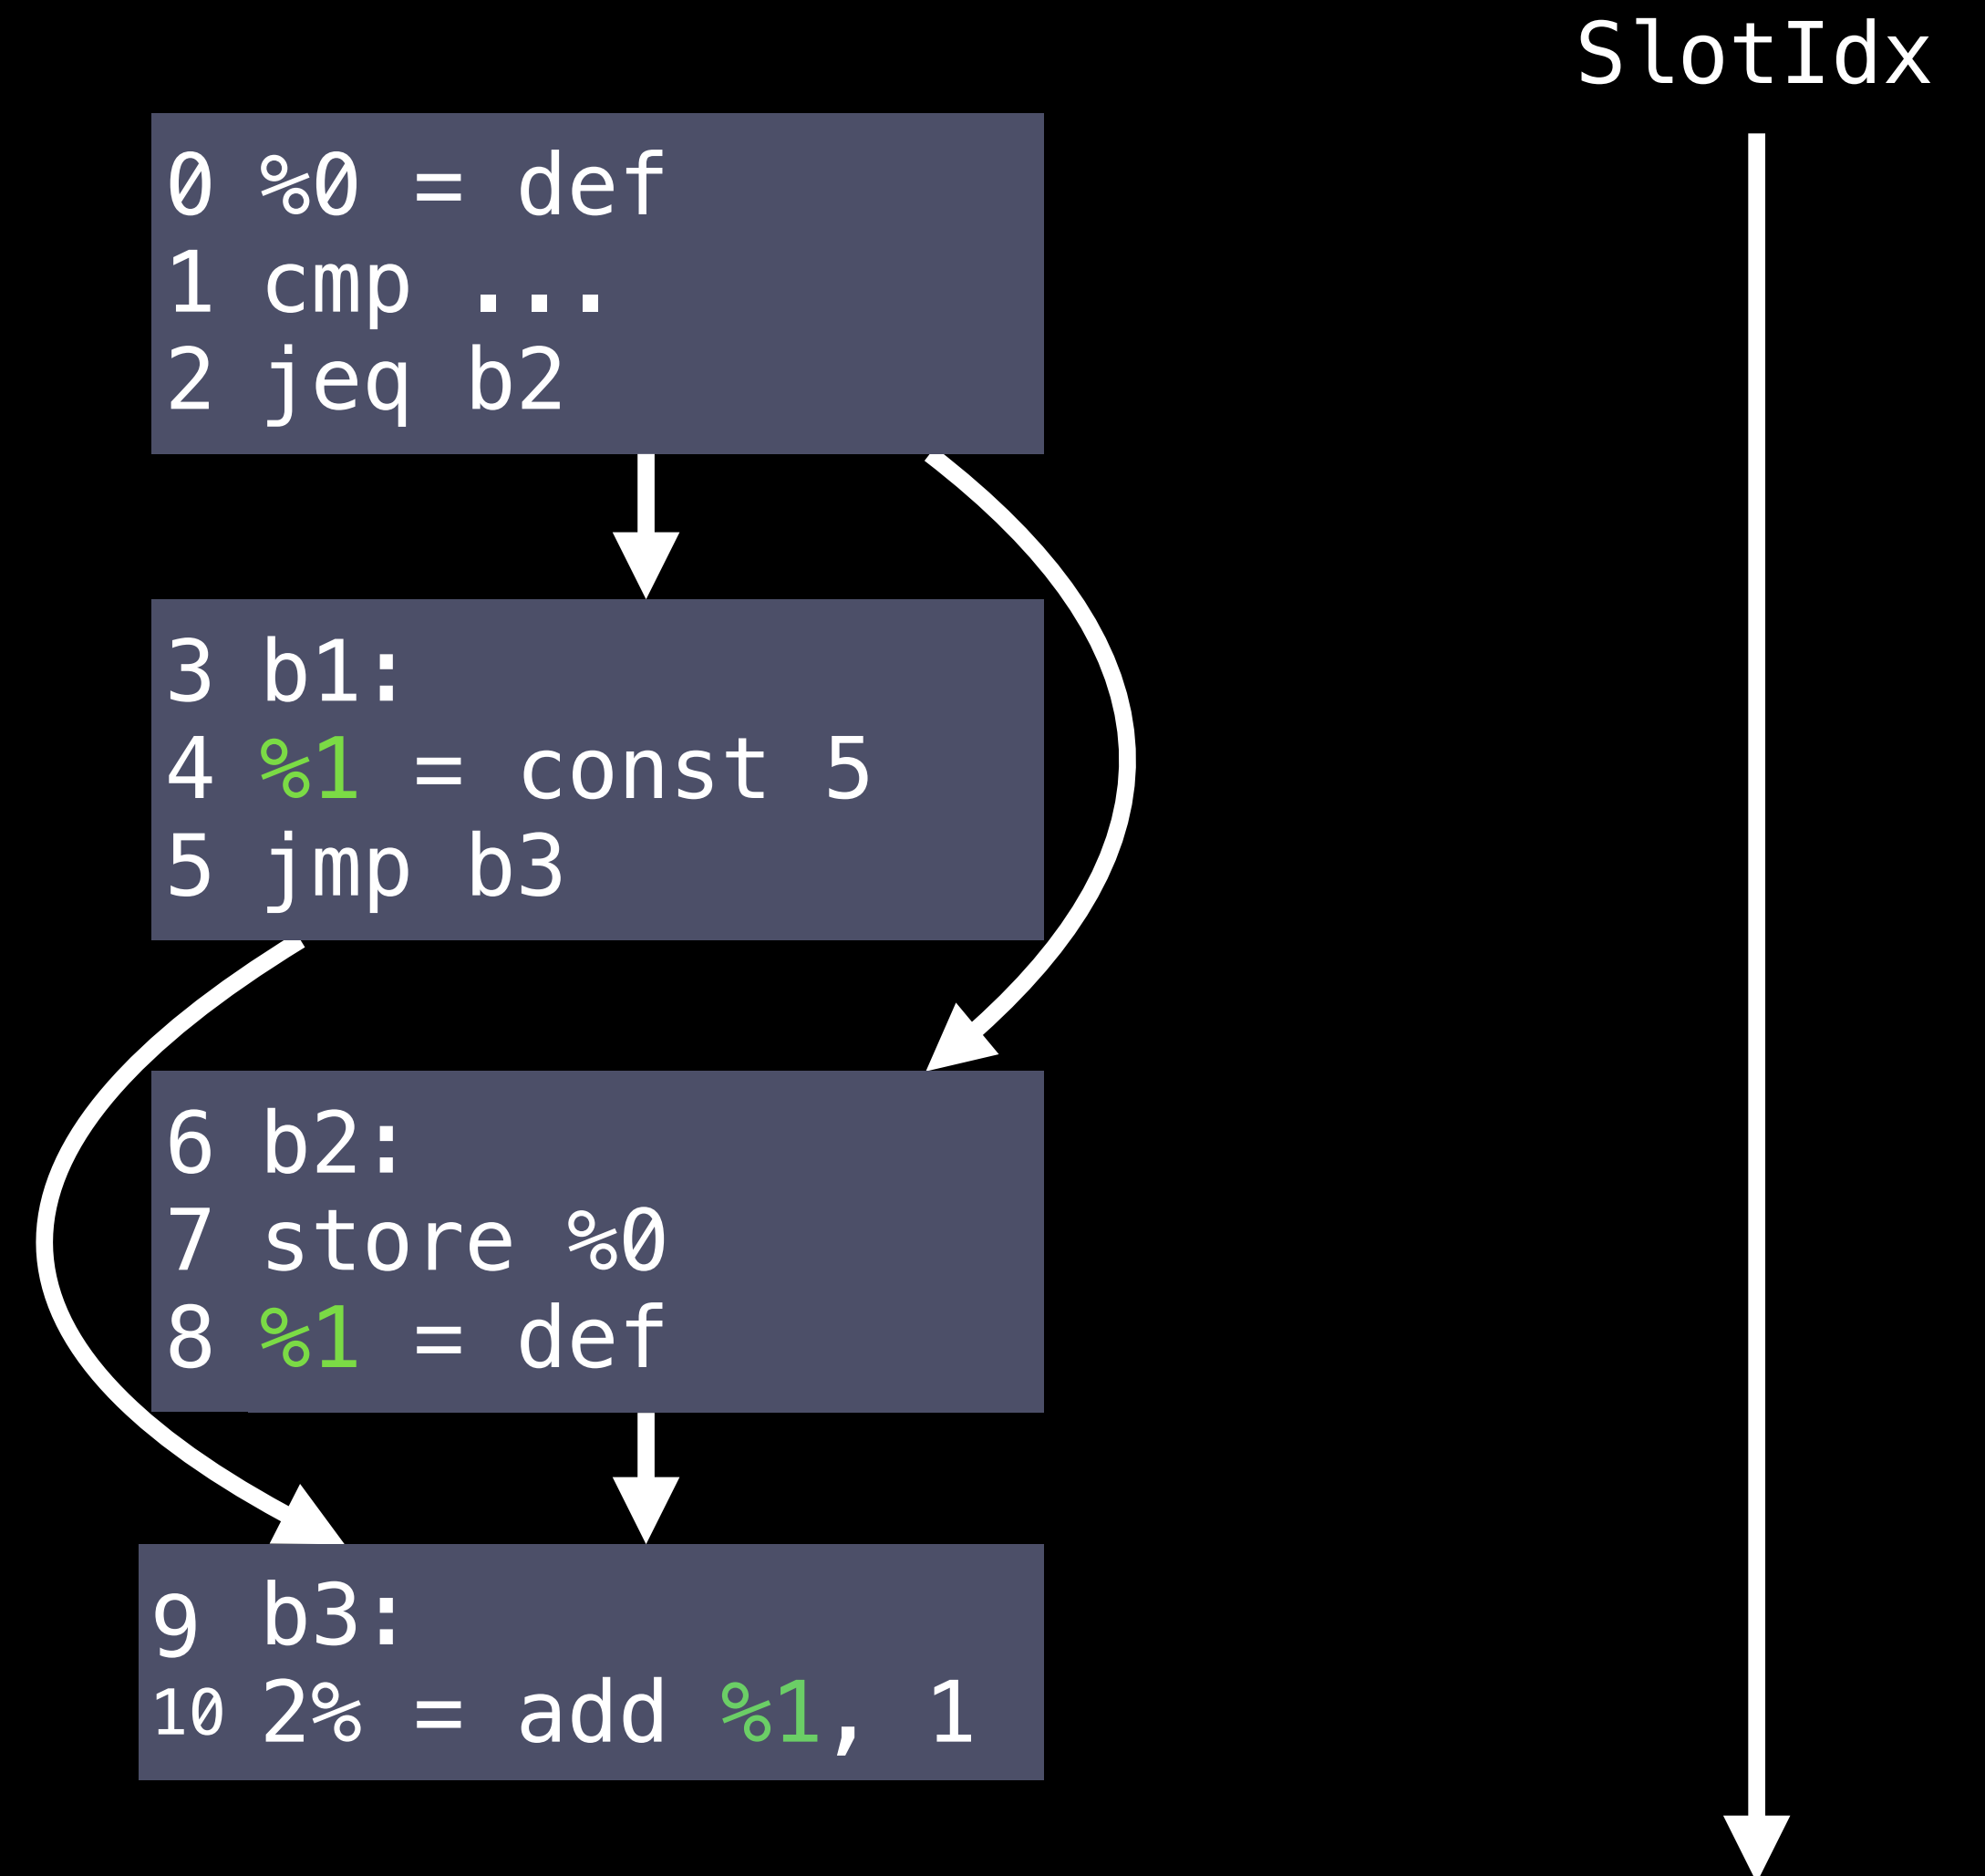 SlotIdx
0 %0 = def
1 cmp ...
2 jeq b2
3 b1:
4 %1 = const 5
5 jmp b3
6 b2:
7 store %0
8 %1 = def
9 b3:
10 2% = add %1, 1